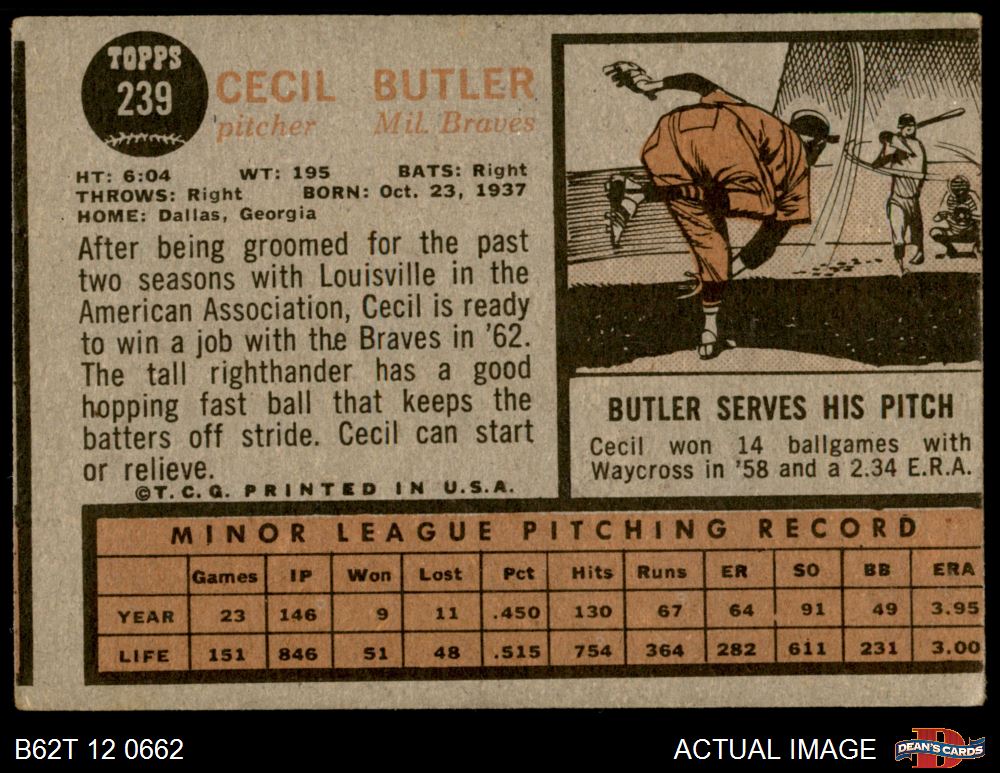 TOPPS
239
CECIL BUTLER
pitcher Mil. Braves
HT: 6:04 WT: 195 BATS: Right
THROWS: Right BORN: Oct. 23, 1937
HOME: Dallas, Georgia
After being groomed for the past
two seasons with Louisville in the
American Association, Cecil is ready
to win a job with the Braves in '62.
The tall righthander has a good
hopping fast ball that keeps the
batters off stride. Cecil can start
or relieve.
©T.C.G. PRINTED IN U.S.A.
BUTLER SERVES HIS PITCH
Cecil won 14 ballgames with
Waycross in '58 and a 2.34 E.R.A.
MINOR LEAGUE PITCHING RECORD
Games IP Won Lost Pct Hits Runs ER SO BB ERA
YEAR 23 146 9 11 .450 130 67 64 91 49 3.95
LIFE 151 846 51 48 .515 754 364 282 611 231 3.00
B62T 12 0662
ACTUAL IMAGE
D
DEAN'S CARDS